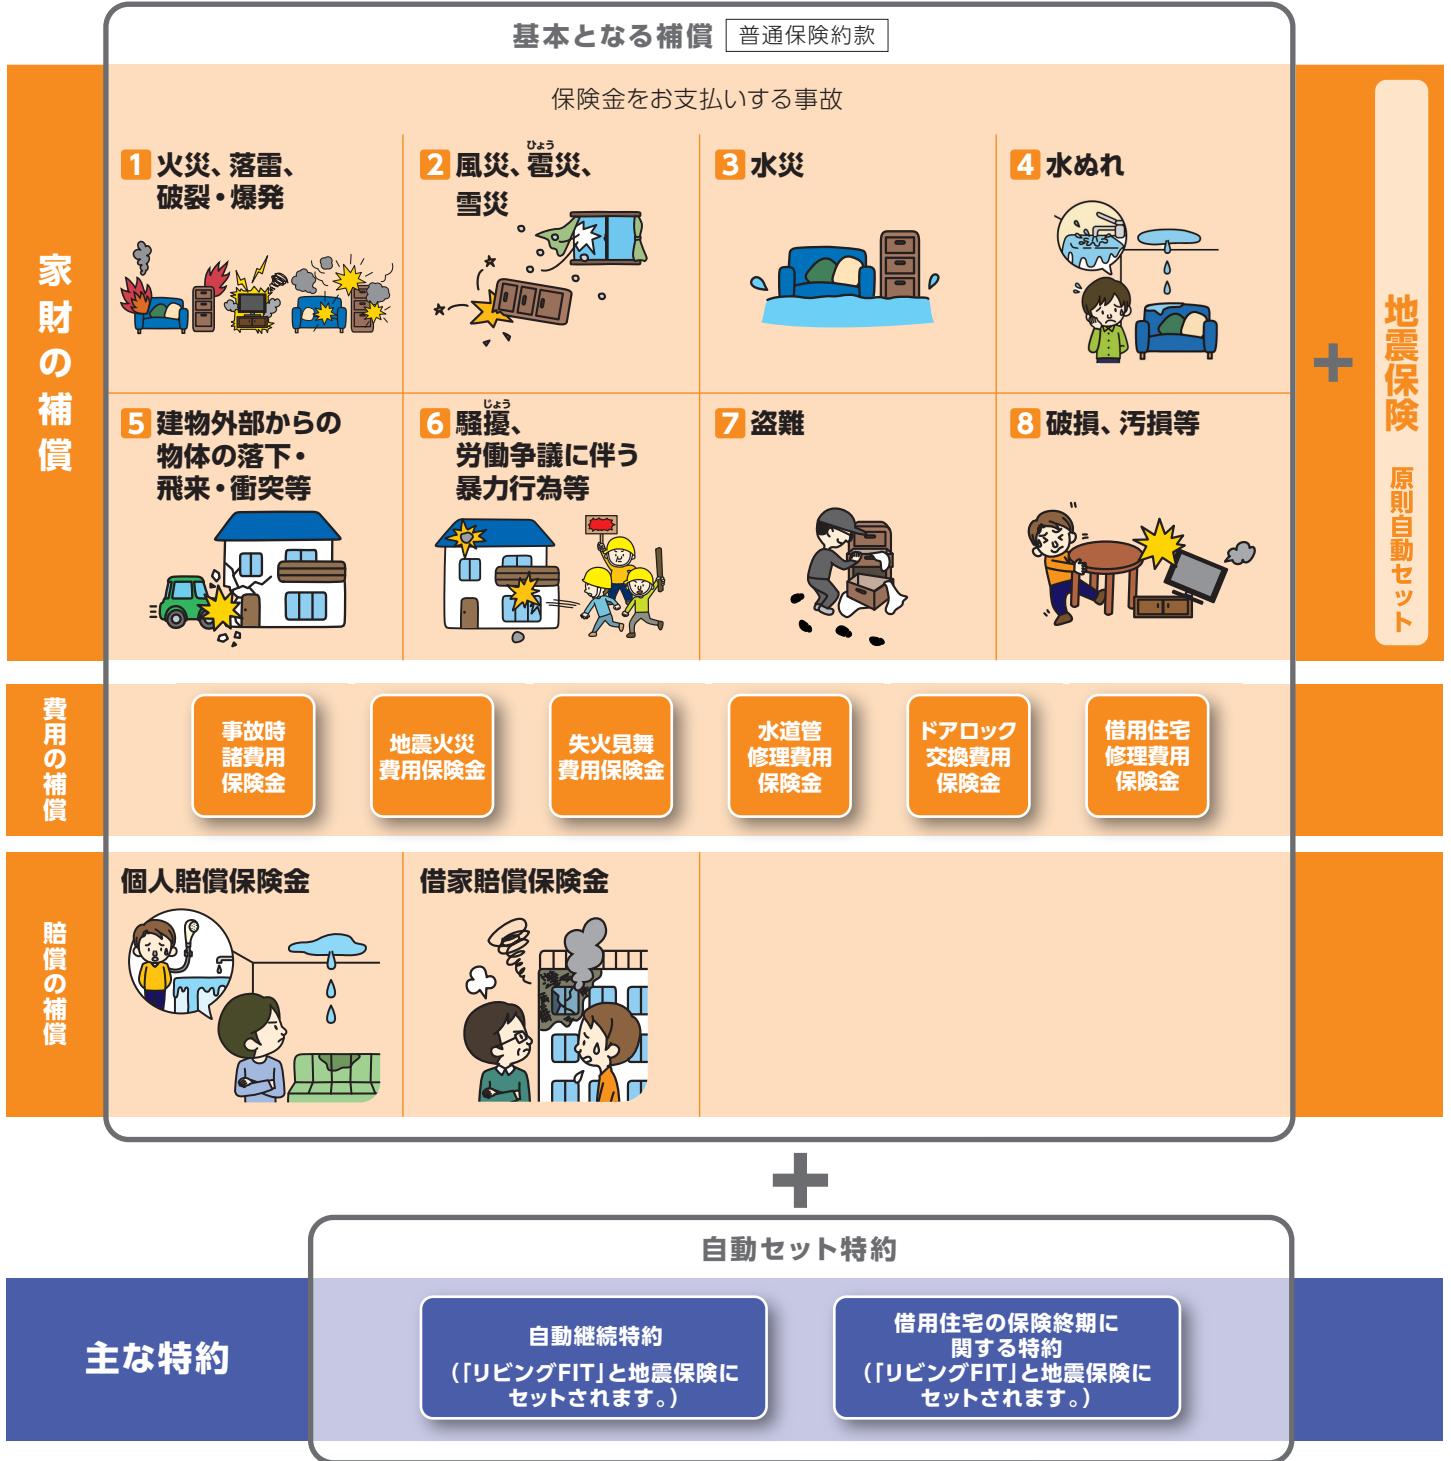 基本となる補償 普通保険約款
家財の補償
保険金をお支払いする事故
1 火災、落雷、
破裂・爆発
2 風災、雹災、
ひょう
雪災
3 水災
4 水ぬれ
5 建物外部からの
物体の落下・
飛来・衝突等
6 騒擾、
じょう
労働争議に伴う
暴力行為等
7 盗難
8 破損、汚損等
+
地震保険 原則自動セット
費用の補償
事故時
諸費用
保険金
地震火災
費用保険金
失火見舞
費用保険金
水道管
修理費用
保険金
ドアロック
交換費用
保険金
借用住宅
修理費用
保険金
賠償の補償
個人賠償保険金
借家賠償保険金
+
自動セット特約
主な特約
自動継続特約
(「リビングFIT」と地震保険に
セットされます。)
借用住宅の保険終期に
関する特約
(「リビングFIT」と地震保険に
セットされます。)